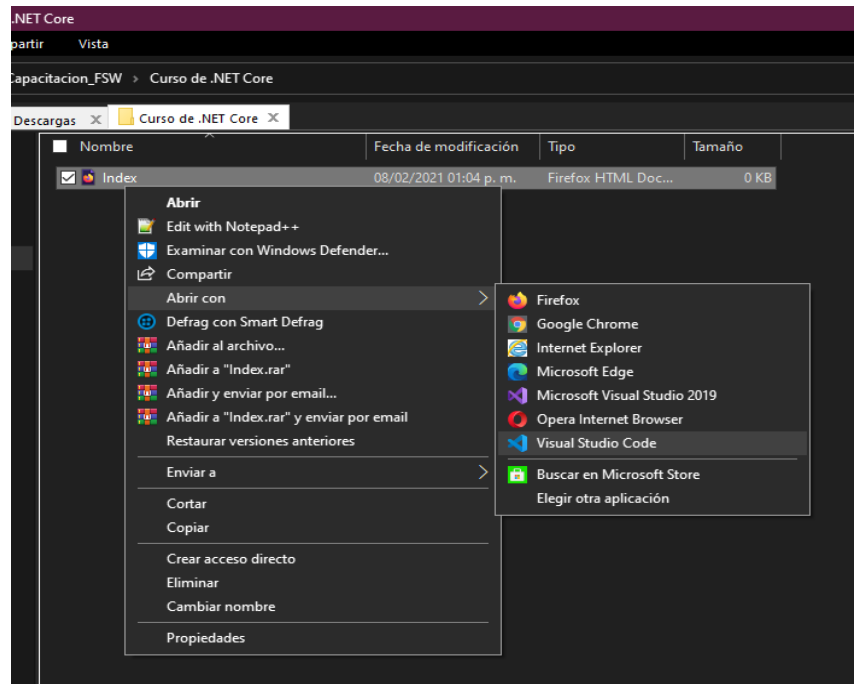 .NET Core
partir Vista
Capacitacion_FSW > Curso de .NET Core
Descargas X Curso de .NET Core X
Nombre Fecha de modificación Tipo Tamaño
Index 08/02/2021 01:04 p. m. Firefox HTML Doc... 0 KB
Abrir
Edit with Notepad++
Examinar con Windows Defender...
Compartir
Abrir con
Defrag con Smart Defrag
Añadir al archivo...
Añadir a "Index.rar"
Añadir y enviar por email...
Añadir a "Index.rar" y enviar por email
Restaurar versiones anteriores
Enviar a
Cortar
Copiar
Crear acceso directo
Eliminar
Cambiar nombre
Propiedades
Firefox
Google Chrome
Internet Explorer
Microsoft Edge
Microsoft Visual Studio 2019
Opera Internet Browser
Visual Studio Code
Buscar en Microsoft Store
Elegir otra aplicación